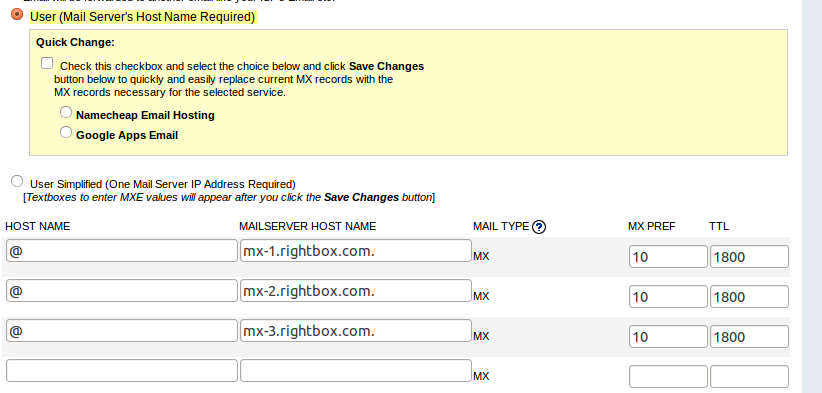 User (Mail Server's Host Name Required)
Quick Change:
Check this checkbox and select the choice below and click Save Changes
button below to quickly and easily replace current MX records with the
MX records necessary for the selected service.
Namecheap Email Hosting
Google Apps Email
User Simplified (One Mail Server IP Address Required)
[Textboxes to enter MXE values will appear after you click the Save Changes button]
HOST NAME MAILSERVER HOST NAME MAIL TYPE ? MX PREF TTL
@ mx-1.rightbox.com. MX 10 1800
@ mx-2.rightbox.com. MX 10 1800
@ mx-3.rightbox.com. MX 10 1800
MX